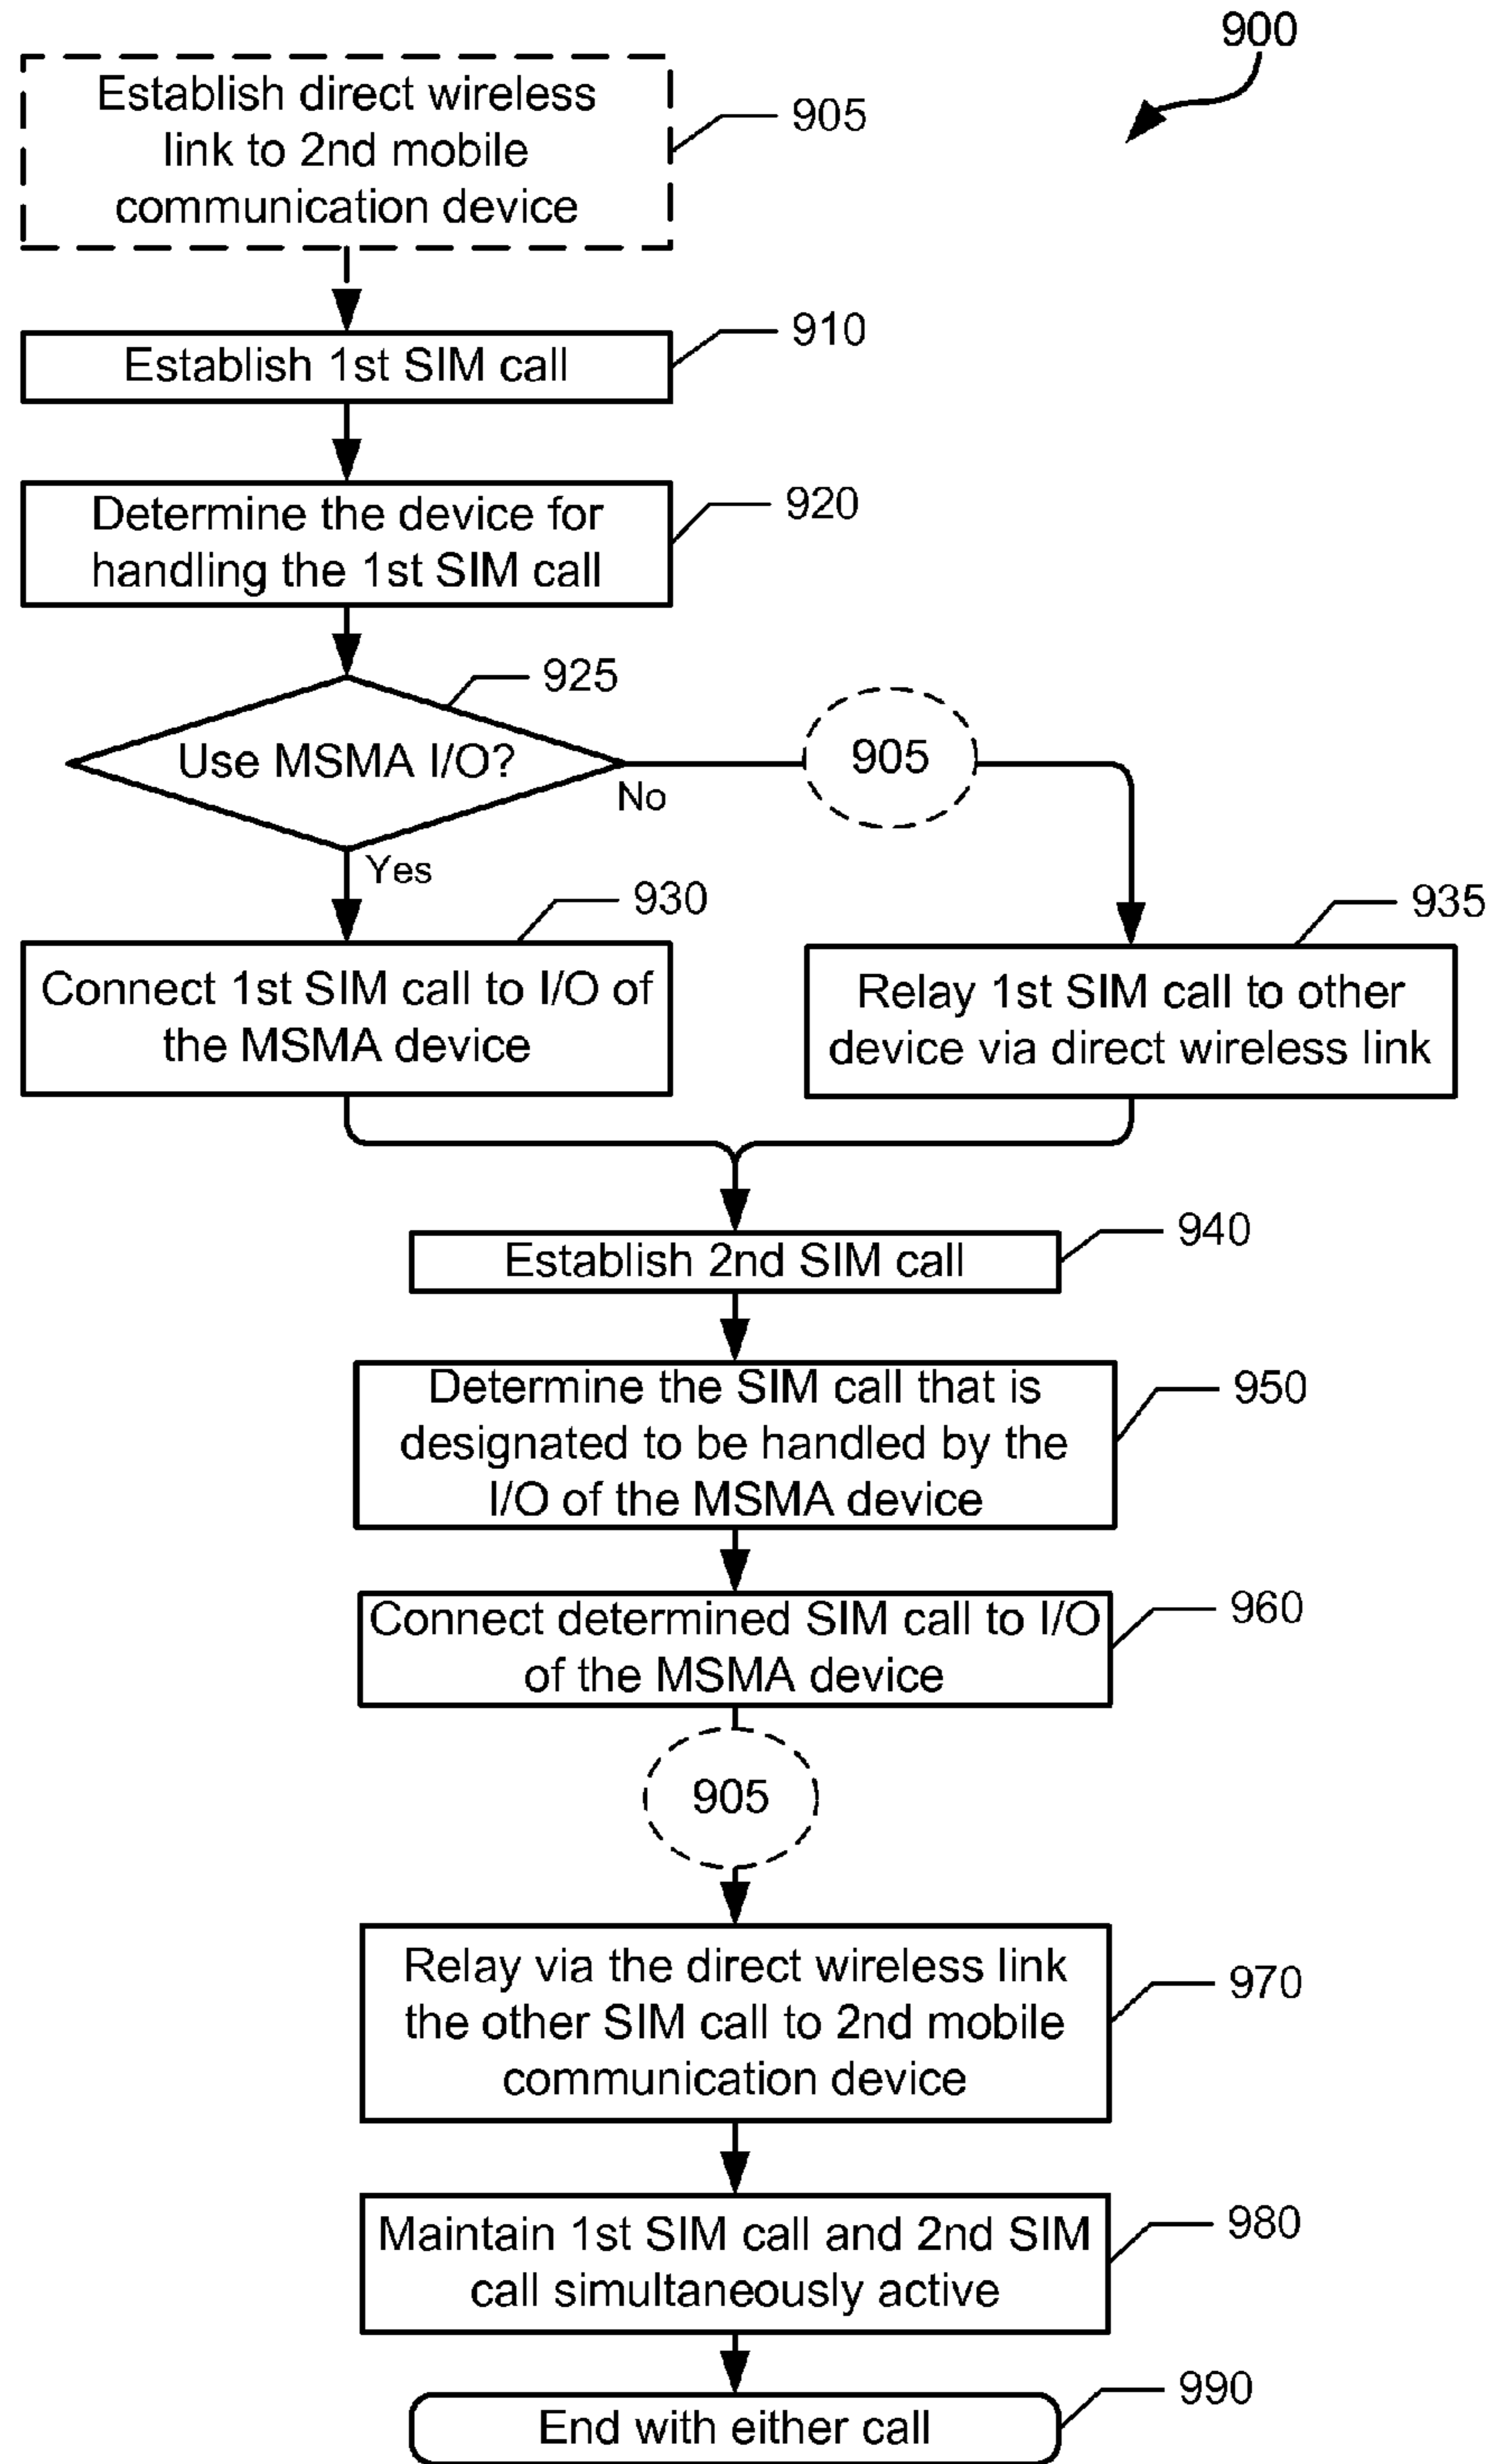 900
Establish direct wireless
link to 2nd mobile
communication device
905
Establish 1st SIM call
910
Determine the device for
handling the 1st SIM call
920
Use MSMA I/O?
925
No
905
Yes
Connect 1st SIM call to I/O of
the MSMA device
930
Relay 1st SIM call to other
device via direct wireless link
935
Establish 2nd SIM call
940
Determine the SIM call that is
designated to be handled by the
I/O of the MSMA device
950
Connect determined SIM call to I/O
of the MSMA device
960
905
Relay via the direct wireless link
the other SIM call to 2nd mobile
communication device
970
Maintain 1st SIM call and 2nd SIM
call simultaneously active
980
End with either call
990